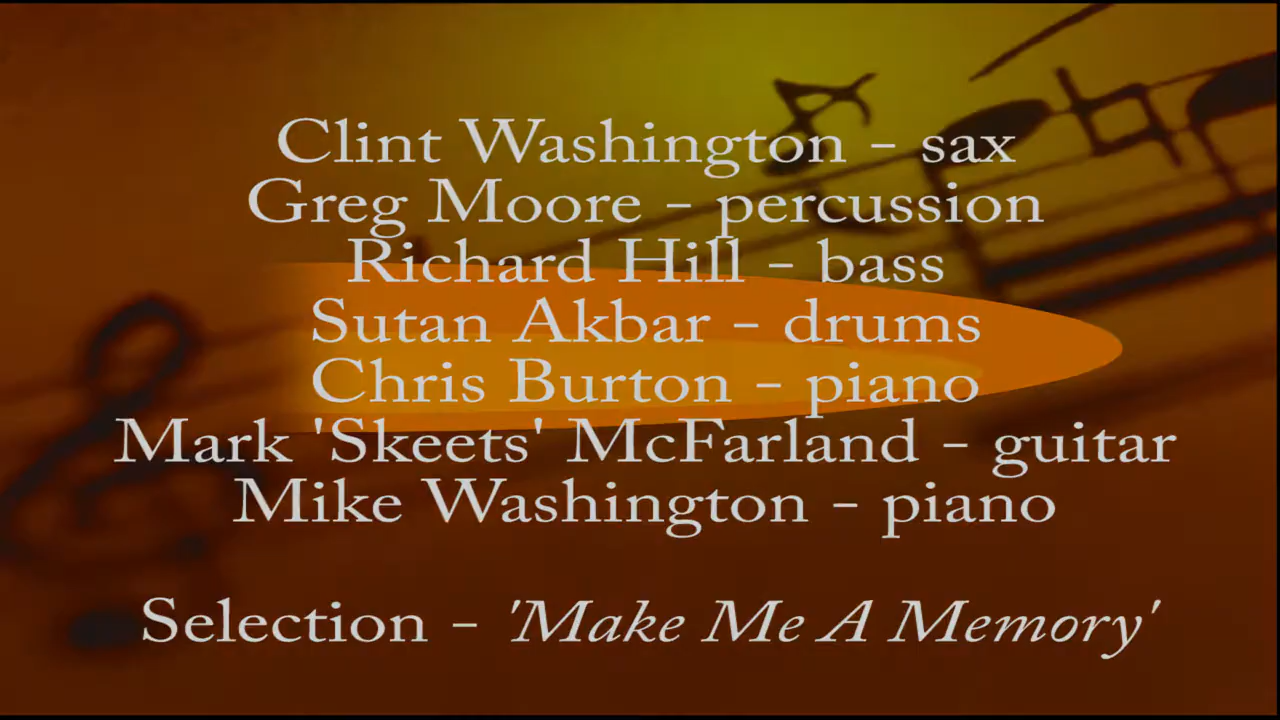 Clint Washington - sax
Greg Moore - percussion
Richard Hill - bass
Sutan Akbar - drums
Chris Burton - piano
Mark 'Skeets' McFarland - guitar
Mike Washington - piano
Selection - 'Make Me A Memory'